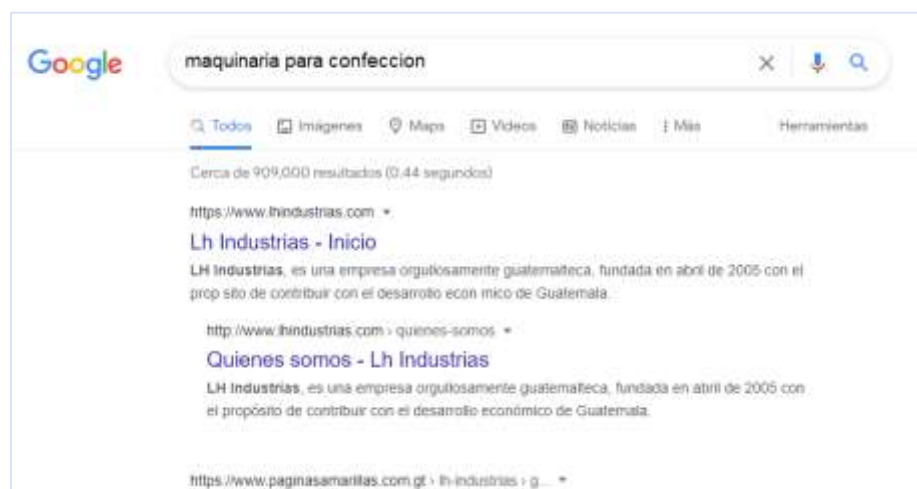 Google
maquinaria para confeccion
Todos Imágenes Maps Videos Noticias Más Herramientas
Cerca de 909,000 resultados (0.44 segundos)
https://www.lhindustrias.com
Lh Industrias - Inicio
LH Industrias, es una empresa orgullosamente guatemalteca, fundada en abril de 2005 con el
prop sito de contribuir con el desarrollo econ mico de Guatemala.
http://www.lhindustrias.com › quienes-somos
Quienes somos - Lh Industrias
LH Industrias, es una empresa orgullosamente guatemalteca, fundada en abril de 2005 con
el propósito de contribuir con el desarrollo económico de Guatemala.
https://www.paginasamarillas.com.gt › lh-industrias › g...